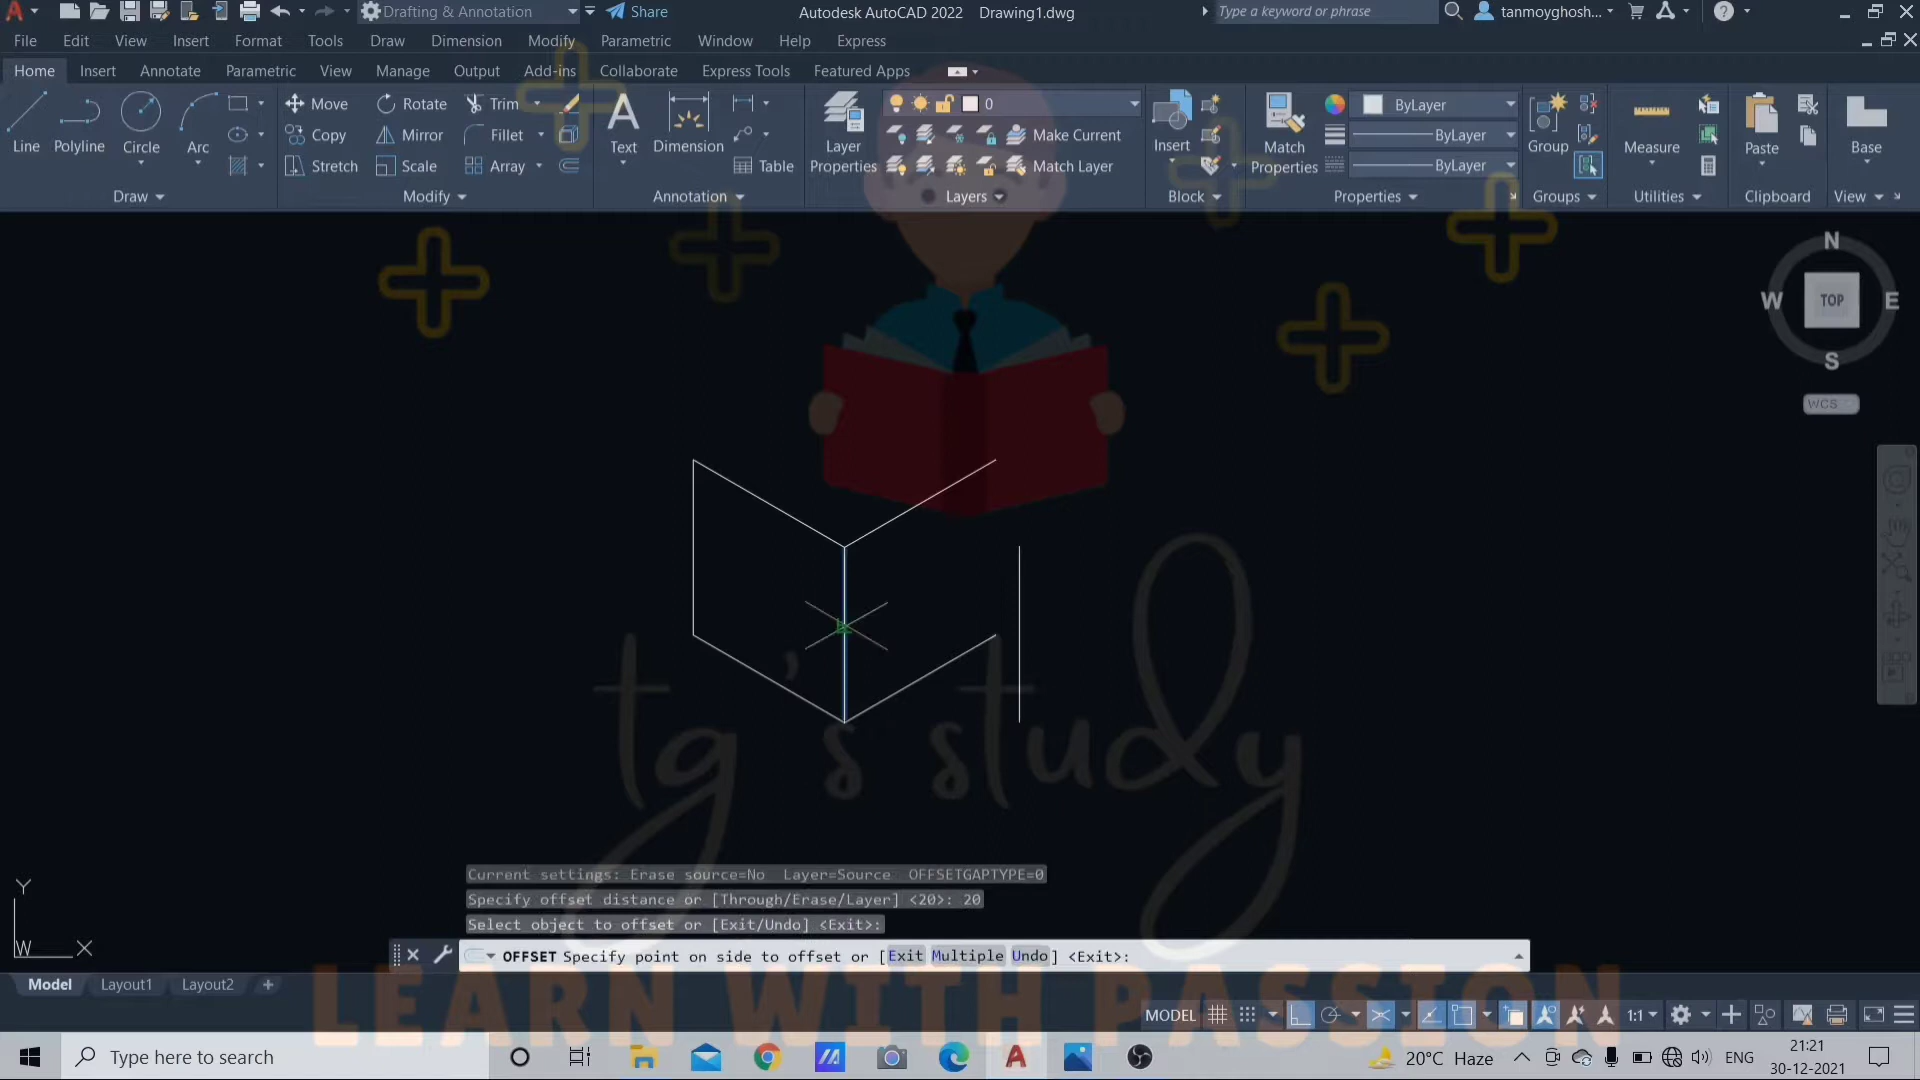 Drafting & Annotation Share Autodesk AutoCAD 2022 Drawing1.dwg Type a keyword or phrase tanmoyghosh...
File Edit View Insert Format Tools Draw Dimension Modify Parametric Window Help Express
Home Insert Annotate Parametric View Manage Output Add-ins Collaborate Express Tools Featured Apps
Move Rotate Trim 0 ByLayer
Line Polyline Circle Arc Copy Mirror Fillet Text Dimension Layer Properties Make Current Insert Match Properties ByLayer Group Measure Paste Base
Stretch Scale Array Table Match Layer ByLayer
Draw Modify Annotation Layers Block Properties Groups Utilities Clipboard View
N
W TOP E
S
WCS
tg's study
Current settings: Erase source=No Layer=Source OFFSETGAPTYPE=0
Specify offset distance or [Through/Erase/Layer] <20>: 20
Select object to offset or [Exit/Undo] <Exit>:
Y
W X
OFFSET Specify point on side to offset or [Exit Multiple Undo] <Exit>:
Model Layout1 Layout2 +
LEARN WITH PASSION
MODEL 1:1
Type here to search 20°C Haze ENG 21:21
30-12-2021